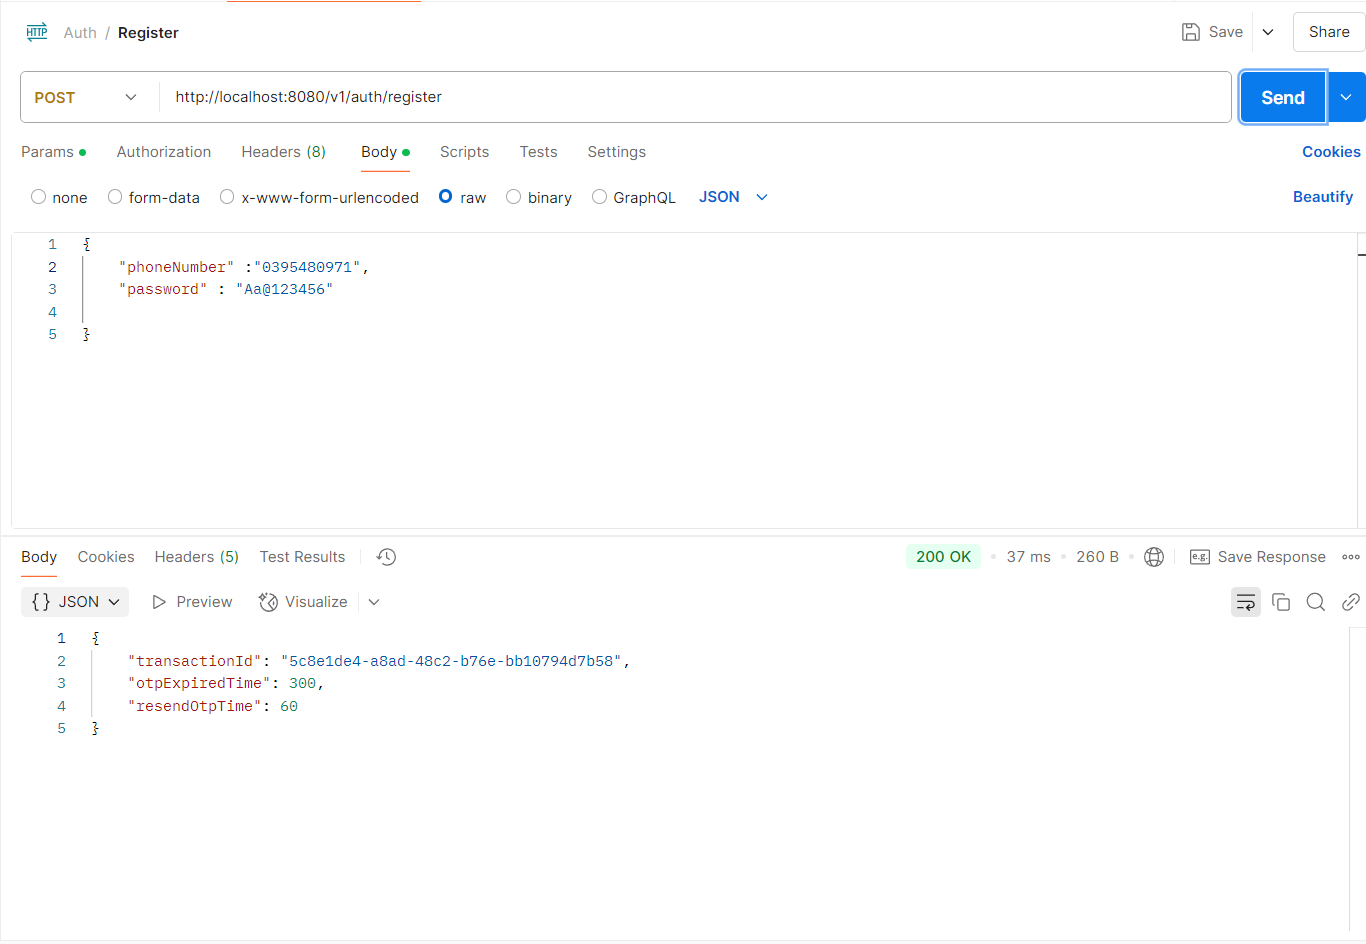 HTTP Auth / Register Save Share
POST http://localhost:8080/v1/auth/register Send
Params Authorization Headers (8) Body Scripts Tests Settings Cookies
none form-data x-www-form-urlencoded raw binary GraphQL JSON Beautify
1 {
2 "phoneNumber" :"0395480971",
3 "password" : "Aa@123456"
4
5 }
Body Cookies Headers (5) Test Results 200 OK 37 ms 260 B e.g. Save Response
{} JSON Preview Visualize
1 {
2 "transactionId": "5c8e1de4-a8ad-48c2-b76e-bb10794d7b58",
3 "otpExpiredTime": 300,
4 "resendOtpTime": 60
5 }